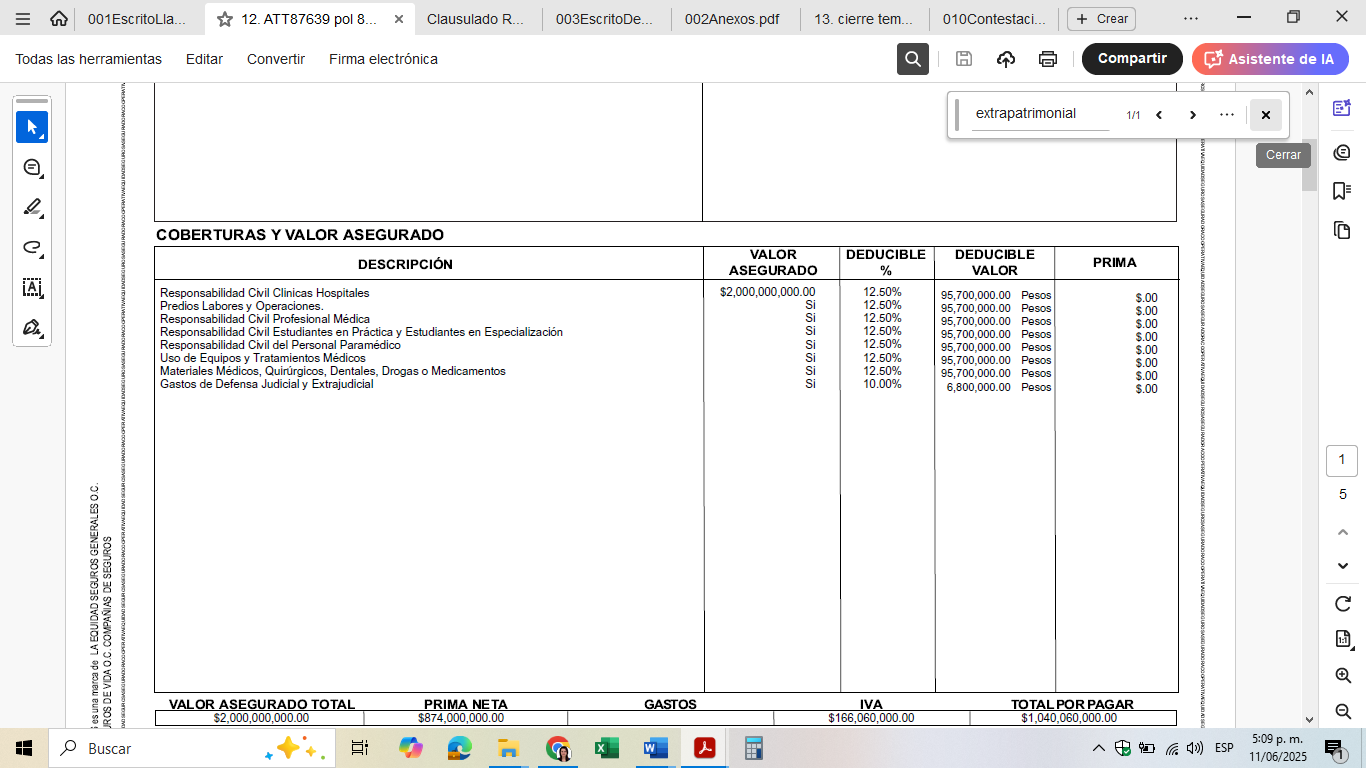 001EscritoLla...
12. ATT87639 pol 8...
Clausulado R...
003EscritoDe...
002Anexos.pdf
13. cierre tem...
010Contestaci...
Crear
Todas las herramientas
Editar
Convertir
Firma electrónica
Compartir
Asistente de IA
extrapatrimonial
1/1
Cerrar
COBERTURAS Y VALOR ASEGURADO
DESCRIPCIÓN VALOR ASEGURADO DEDUCIBLE % DEDUCIBLE VALOR PRIMA
Responsabilidad Civil Clinicas Hospitales $2,000,000,000.00 12.50% 95,700,000.00 Pesos $.00
Predios Labores y Operaciones. Si 12.50% 95,700,000.00 Pesos $.00
Responsabilidad Civil Profesional Médica Si 12.50% 95,700,000.00 Pesos $.00
Responsabilidad Civil Estudiantes en Práctica y Estudiantes en Especialización Si 12.50% 95,700,000.00 Pesos $.00
Responsabilidad Civil del Personal Paramédico Si 12.50% 95,700,000.00 Pesos $.00
Uso de Equipos y Tratamientos Médicos Si 12.50% 95,700,000.00 Pesos $.00
Materiales Médicos, Quirúrgicos, Dentales, Drogas o Medicamentos Si 12.50% 95,700,000.00 Pesos $.00
Gastos de Defensa Judicial y Extrajudicial Si 10.00% 6,800,000.00 Pesos $.00
VALOR ASEGURADO TOTAL PRIMA NETA GASTOS IVA TOTAL POR PAGAR
$2,000,000,000.00 $874,000,000.00 $166,060,000.00 $1,040,060,000.00
es una marca de LA EQUIDAD SEGUROS GENERALES O.C.
UROS DE VIDA O.C. COMPAÑIAS DE SEGUROS
1
5
1:1
Buscar
ESP
5:09 p. m.
11/06/2025
1